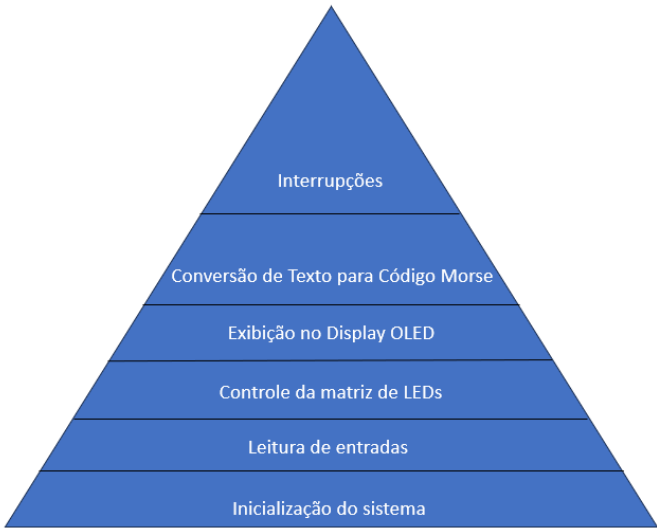 Interrupções
Conversão de Texto para Código Morse
Exibição no Display OLED
Controle da matriz de LEDs
Leitura de entradas
Inicialização do sistema